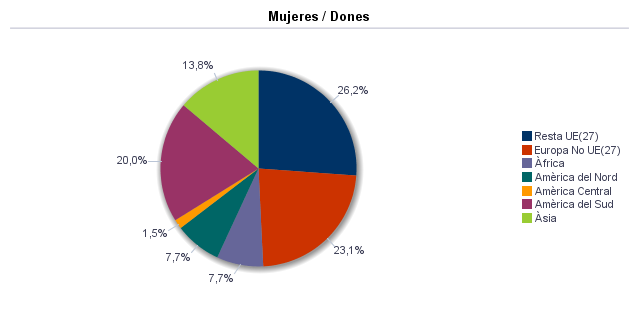 Mujeres / Dones
13,8%
26,2%
20,0%
1,5%
7,7%
7,7%
23,1%
Resta UE(27)
Europa No UE(27)
Àfrica
Amèrica del Nord
Amèrica Central
Amèrica del Sud
Àsia